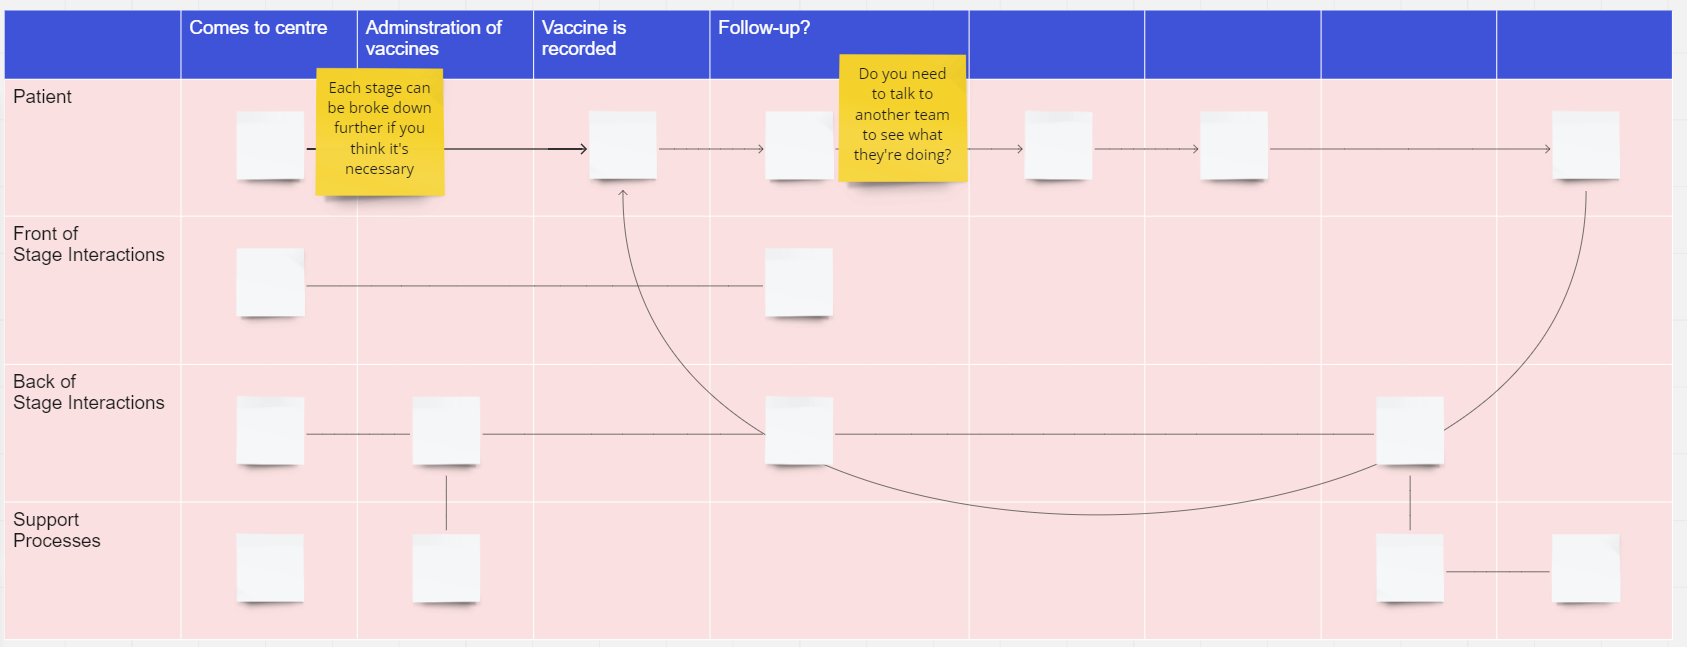 Comes to centre
Adminstration of
vaccines
Vaccine is
recorded
Follow-up?
Patient
Each stage can
be broke down
further if you
think it's
necessary
Do you need
to talk to
another team
to see what
they're doing?
Front of
Stage Interactions
Back of
Stage Interactions
Support
Processes